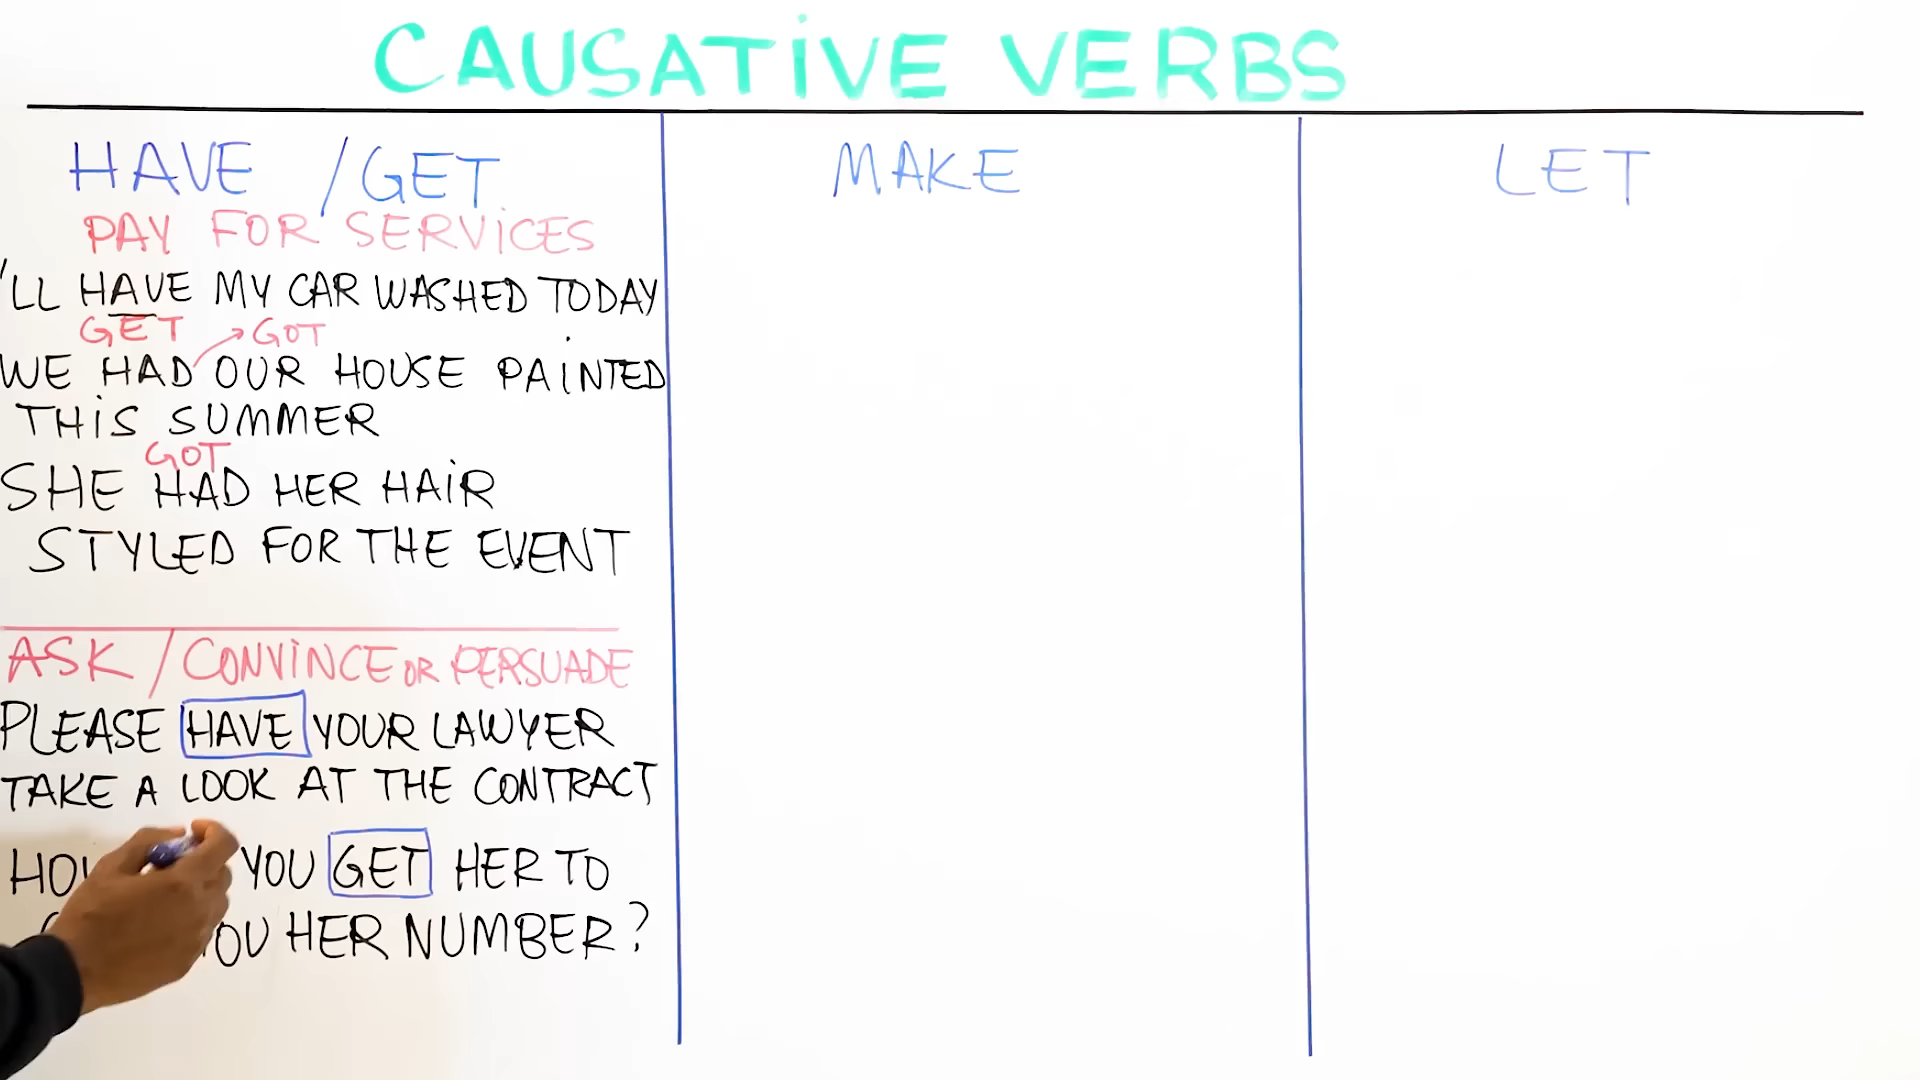 CAUSATIVE VERBS
HAVE / GET
PAY FOR SERVICES
'LL HAVE MY CAR WASHED TODAY
GET GOT
WE HAD OUR HOUSE PAINTED
THIS SUMMER
GOT
SHE HAD HER HAIR
STYLED FOR THE EVENT
ASK / CONVINCE OR PERSUADE
PLEASE HAVE YOUR LAWYER
TAKE A LOOK AT THE CONTRACT
YOU GET HER TO
HER NUMBER?
MAKE
LET